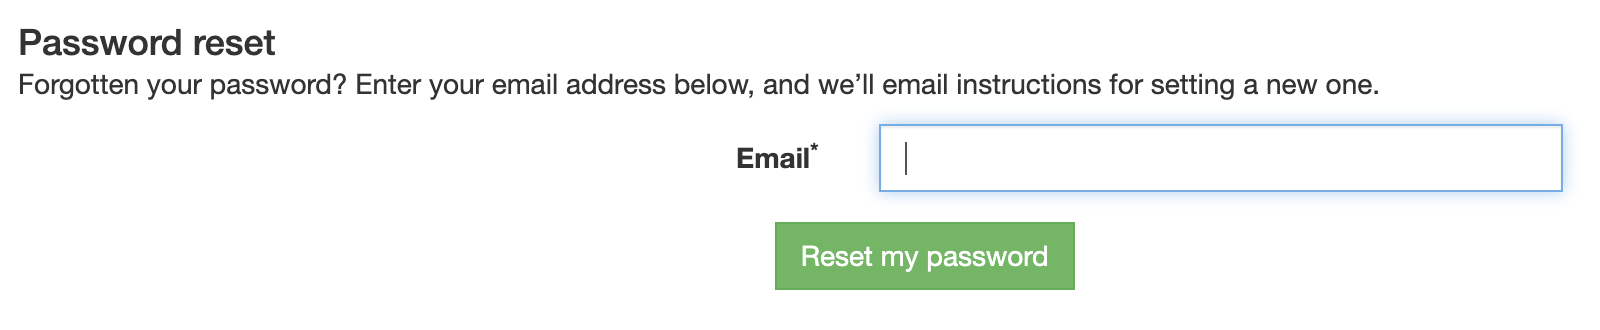 Password reset
Forgotten your password? Enter your email address below, and we’ll email instructions for setting a new one.
Email*
Reset my password